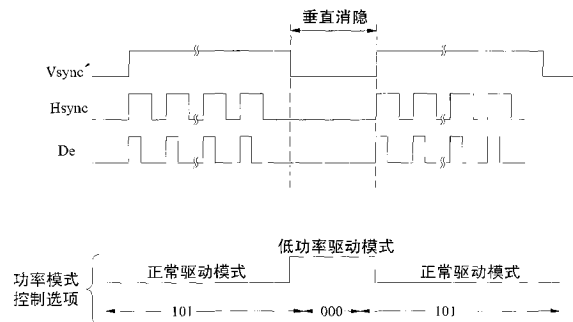 垂直消隐
Vsync′
Hsync
De
低功率驱动模式
正常驱动模式
正常驱动模式
功率模式
控制选项
101
000
101